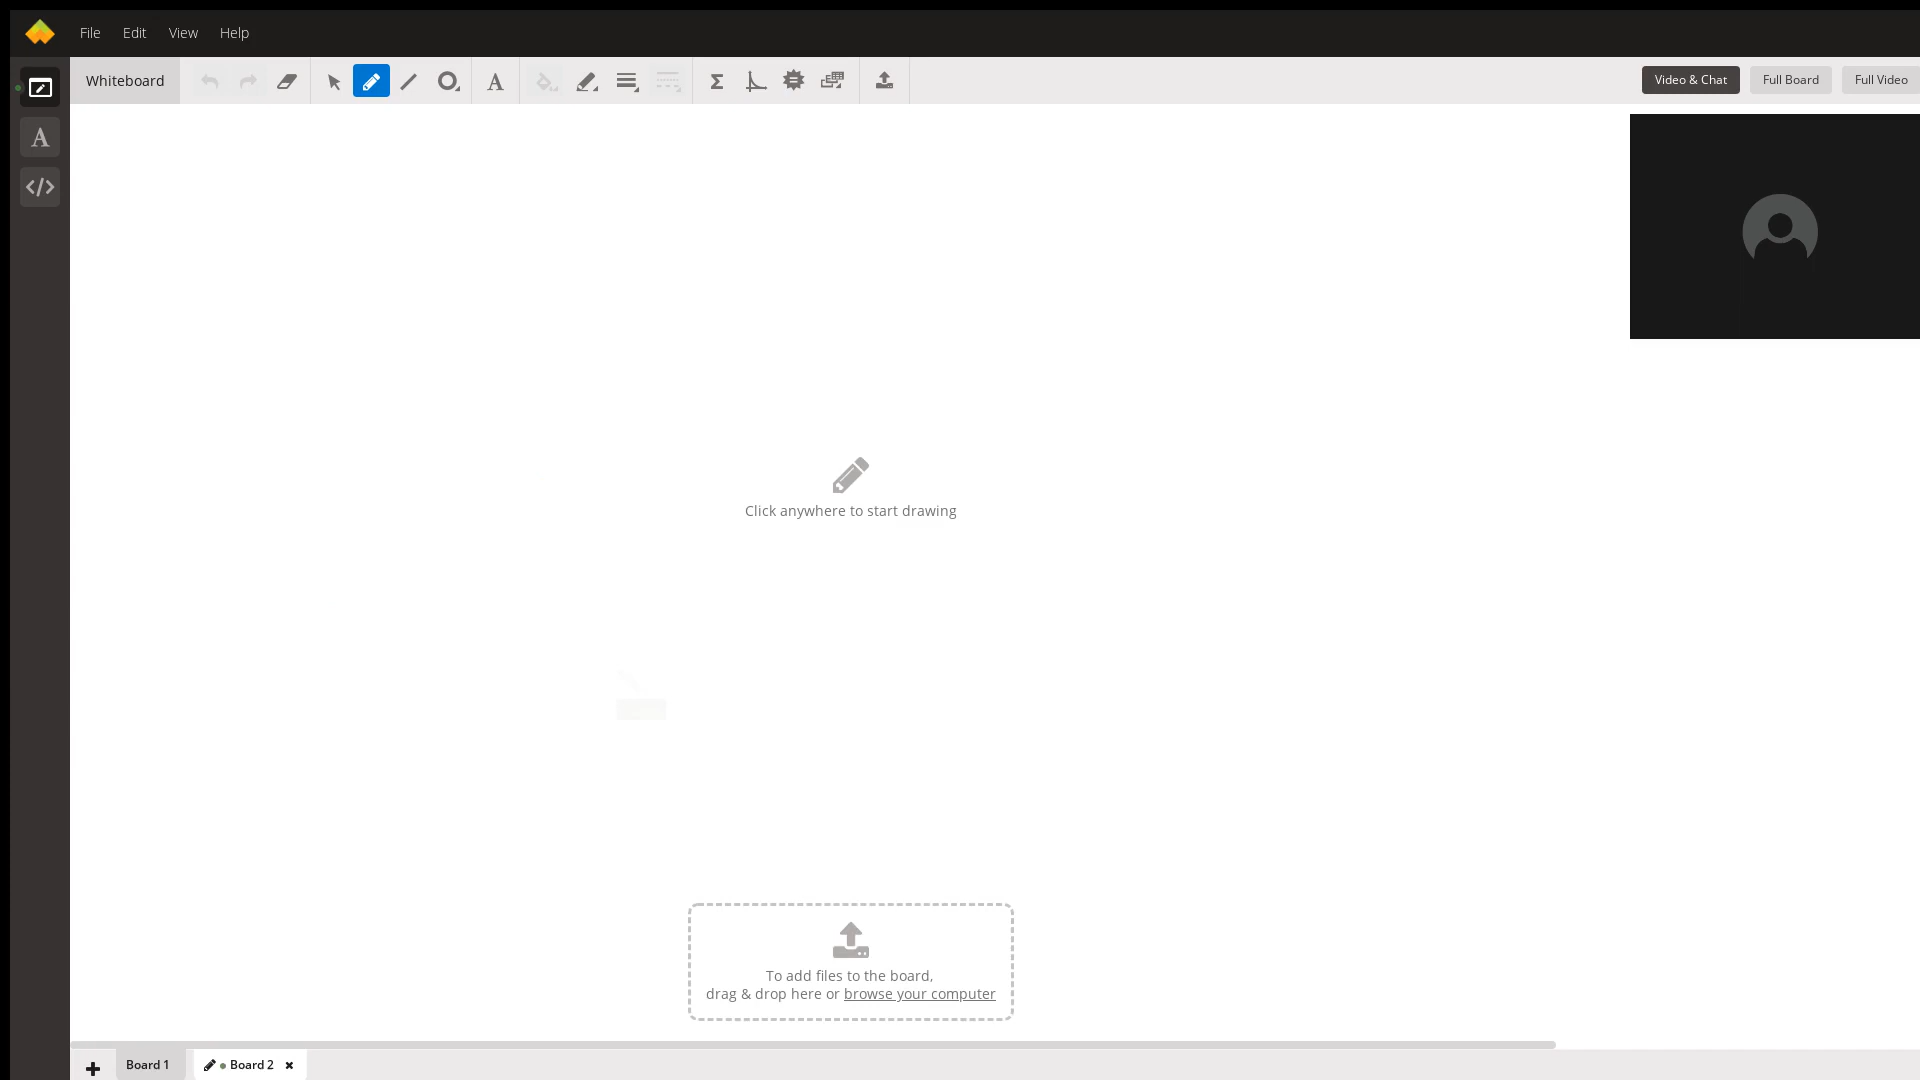 File Edit View Help
Whiteboard
Video & Chat Full Board Full Video
Click anywhere to start drawing
To add files to the board,
drag & drop here or browse your computer
Board 1 Board 2